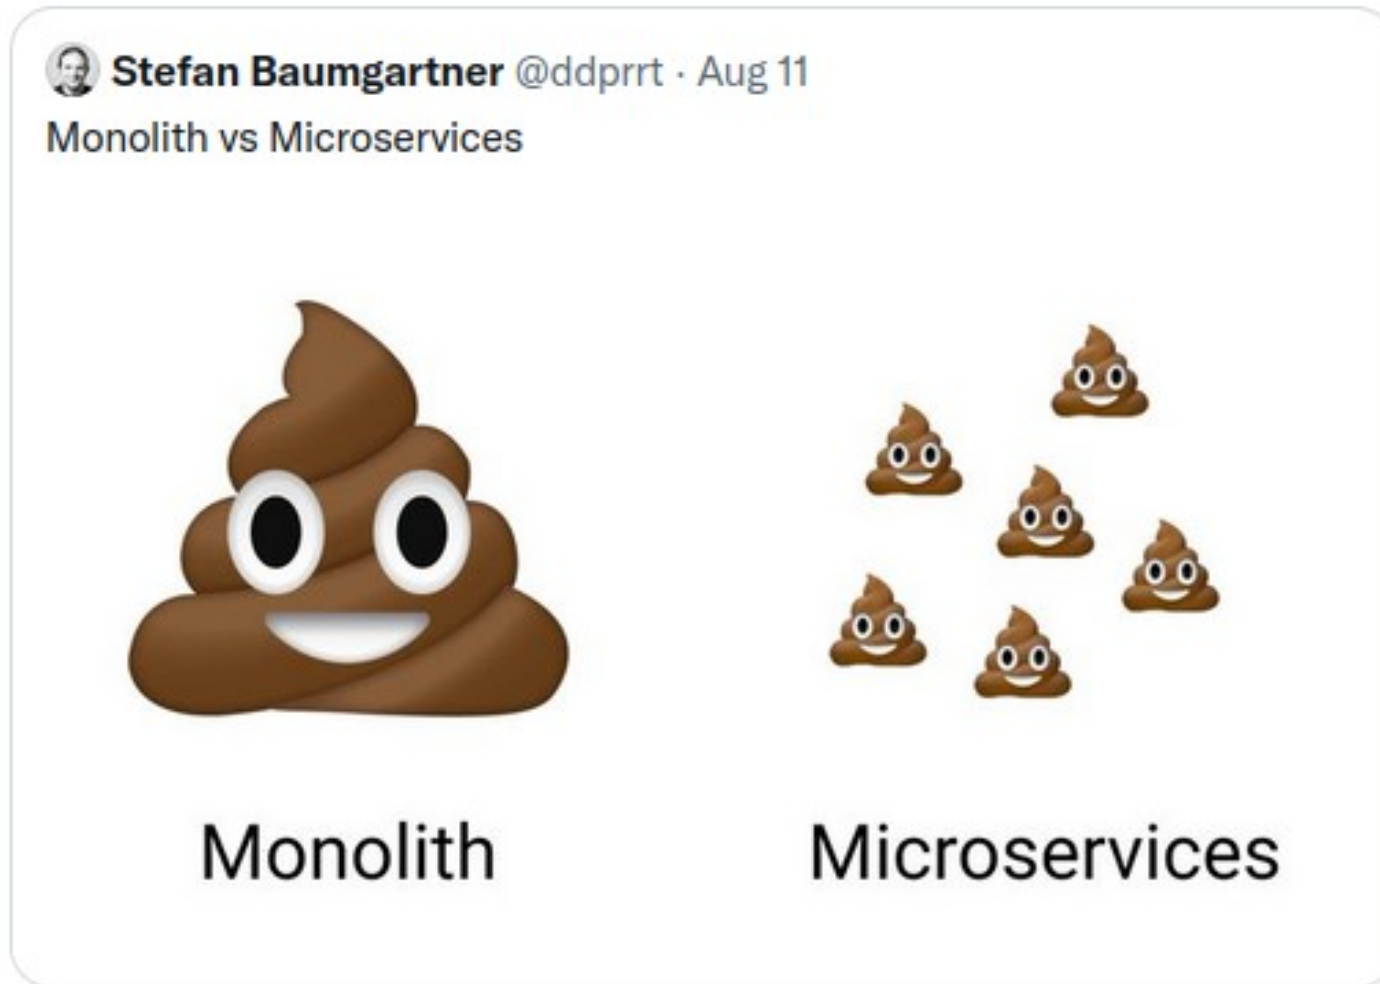 Stefan Baumgartner @ddprrt · Aug 11
Monolith vs Microservices
Monolith
Microservices